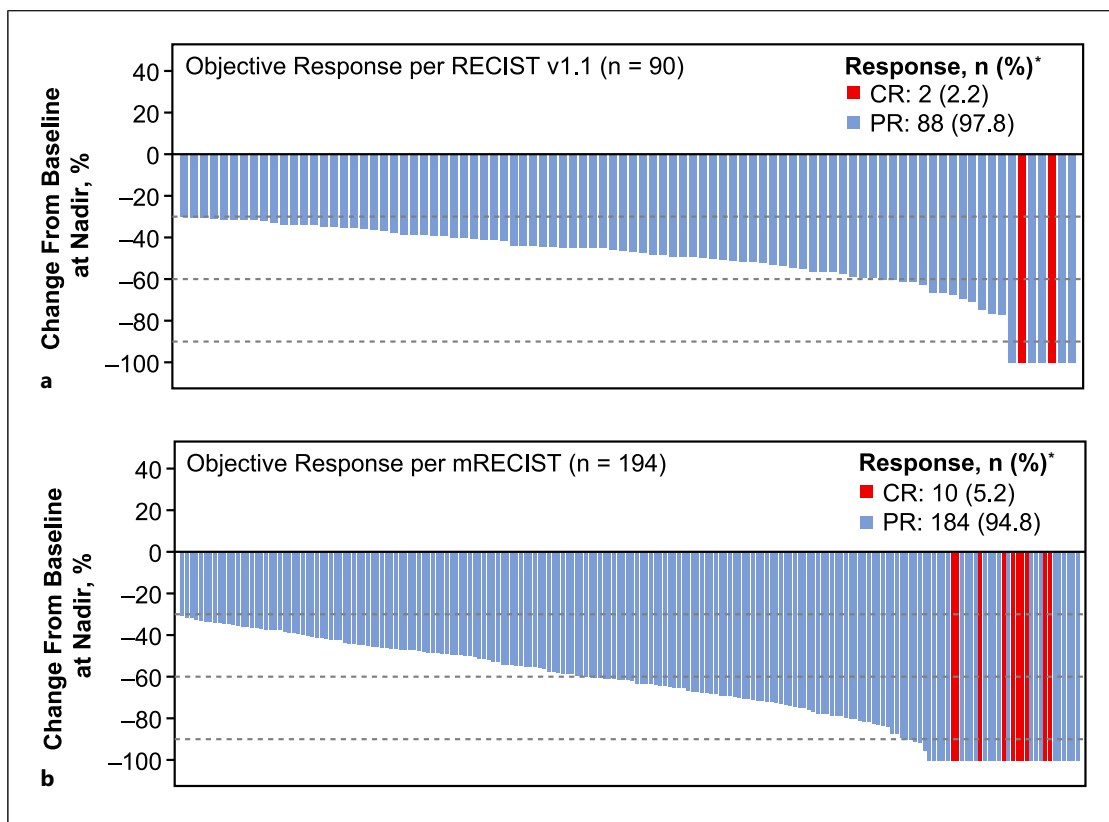 Objective Response per RECIST v1.1 (n = 90)
Response, n (%)*
CR: 2 (2.2)
PR: 88 (97.8)
Change From Baseline
at Nadir, %
40
20
0
–20
–40
–60
–80
–100
a
Objective Response per mRECIST (n = 194)
Response, n (%)*
CR: 10 (5.2)
PR: 184 (94.8)
Change From Baseline
at Nadir, %
40
20
0
–20
–40
–60
–80
–100
b